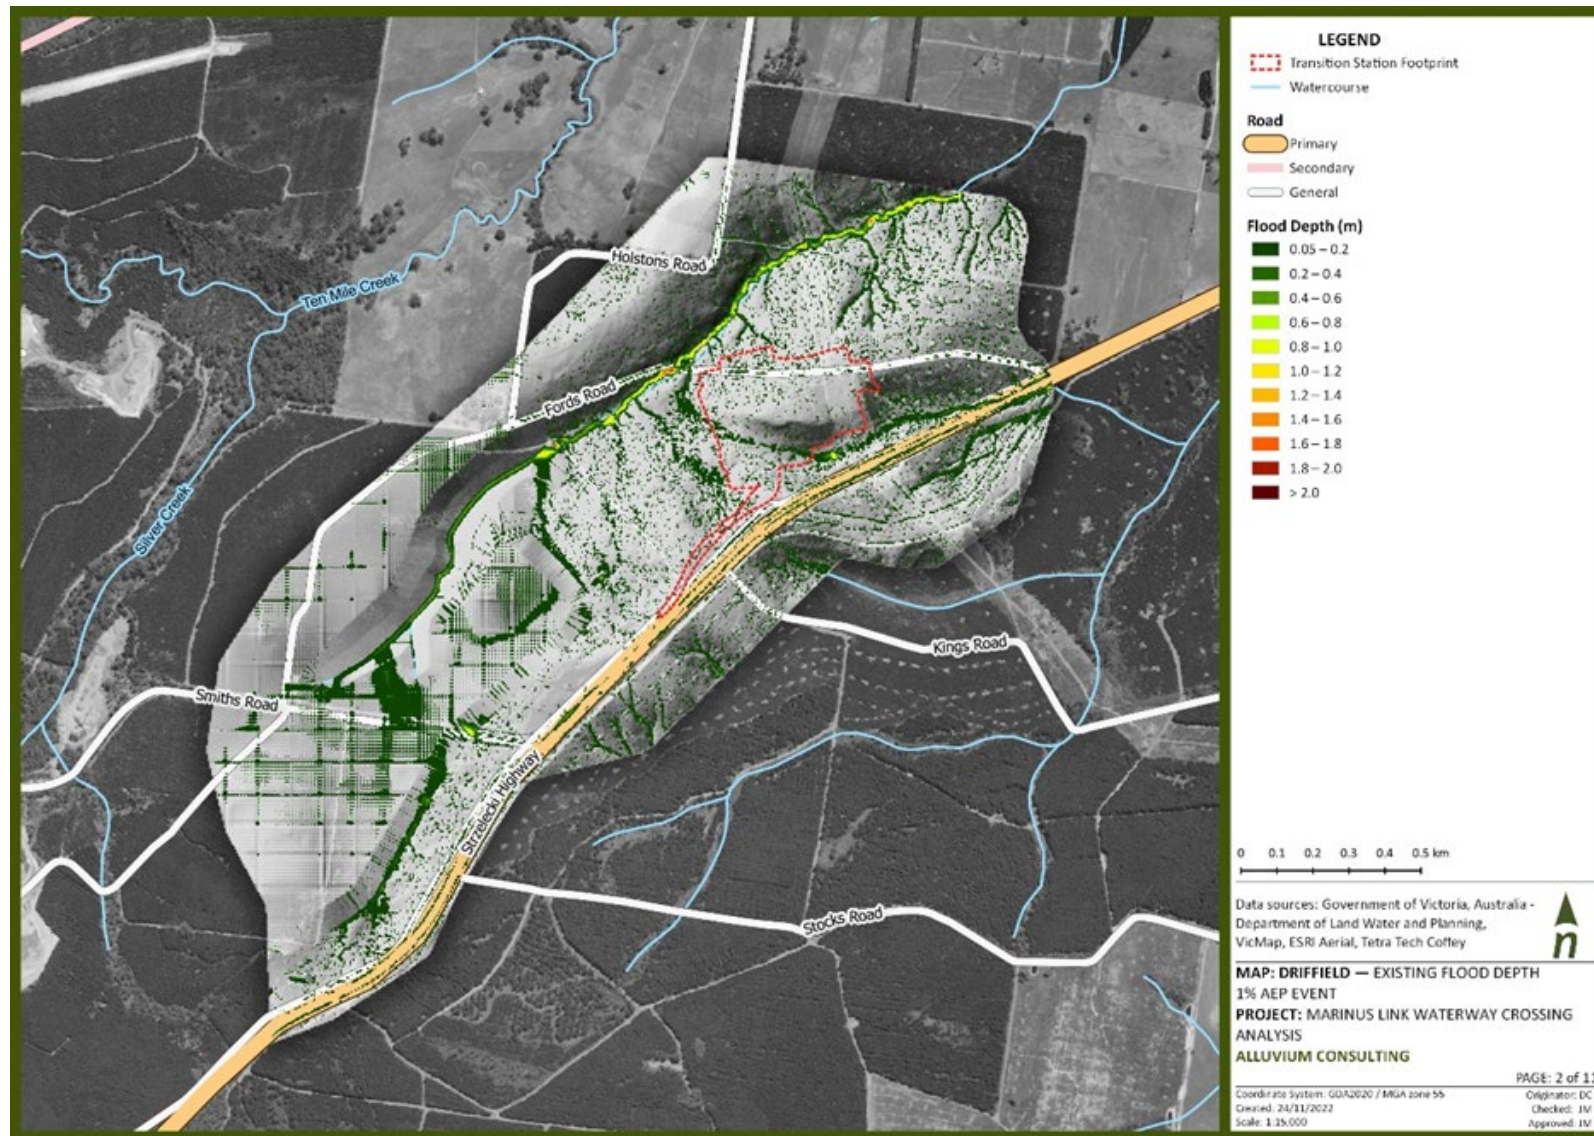 Holstons Road
Ten Mile Creek
Fords Road
Silver Creek
Smiths Road
Kings Road
Strzelecki Highway
Stocks Road
LEGEND
Transition Station Footprint
Watercourse
Road
Primary
Secondary
General
Flood Depth (m)
0.05 – 0.2
0.2 – 0.4
0.4 – 0.6
0.6 – 0.8
0.8 – 1.0
1.0 – 1.2
1.2 – 1.4
1.4 – 1.6
1.6 – 1.8
1.8 – 2.0
> 2.0
0 0.1 0.2 0.3 0.4 0.5 km
Data sources: Government of Victoria, Australia -
Department of Land Water and Planning,
VicMap, ESRI Aerial, Tetra Tech Coffey
n
MAP: DRIFFIELD — EXISTING FLOOD DEPTH
1% AEP EVENT
PROJECT: MARINUS LINK WATERWAY CROSSING
ANALYSIS
ALLUVIUM CONSULTING
PAGE: 2 of 11
Coordinate System: GDA2020 / MGA zone 55
Originator: DC
Created: 24/11/2022
Checked: JM
Scale: 1:15,000
Approved: JM